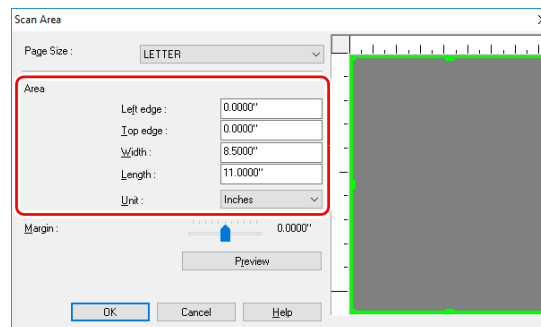 Scan Area
Page Size : LETTER
Area
Left edge : 0.0000"
Top edge : 0.0000"
Width : 8.5000"
Length : 11.0000"
Unit : Inches
Margin : 0.0000"
Preview
OK Cancel Help